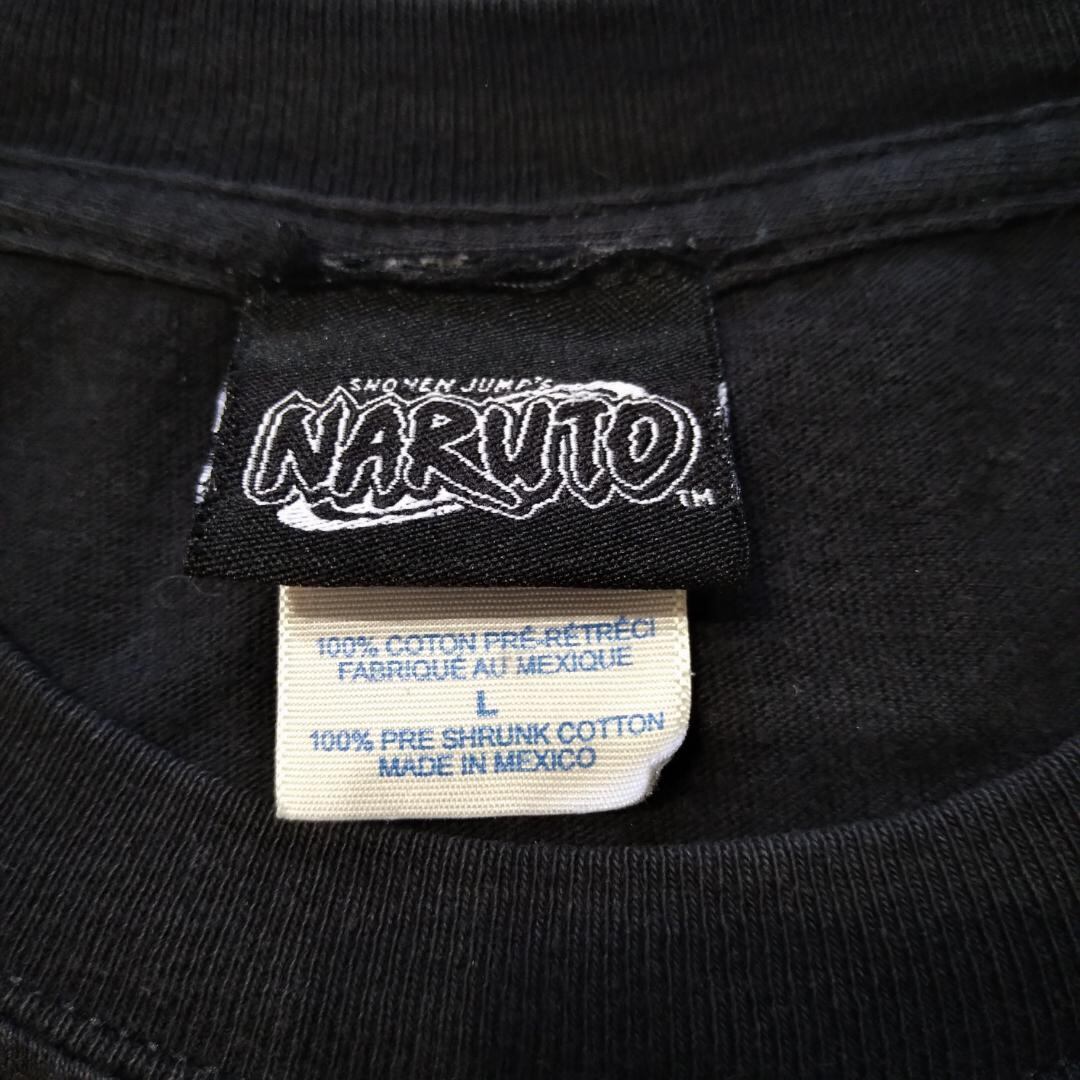 SHONEN JUMP'S
NARUTO
TM
100% COTON PRÉ-RÉTRÉCI
FABRIQUÉ AU MEXIQUE
L
100% PRE SHRUNK COTTON
MADE IN MEXICO